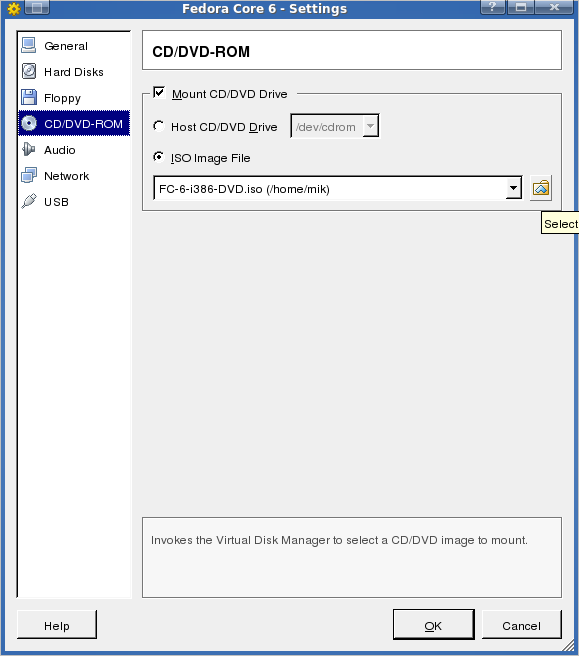 Fedora Core 6 - Settings
General
Hard Disks
Floppy
CD/DVD-ROM
Audio
Network
USB
CD/DVD-ROM
Mount CD/DVD Drive
Host CD/DVD Drive /dev/cdrom
ISO Image File
FC-6-i386-DVD.iso (/home/mik)
Select
Invokes the Virtual Disk Manager to select a CD/DVD image to mount.
Help OK Cancel